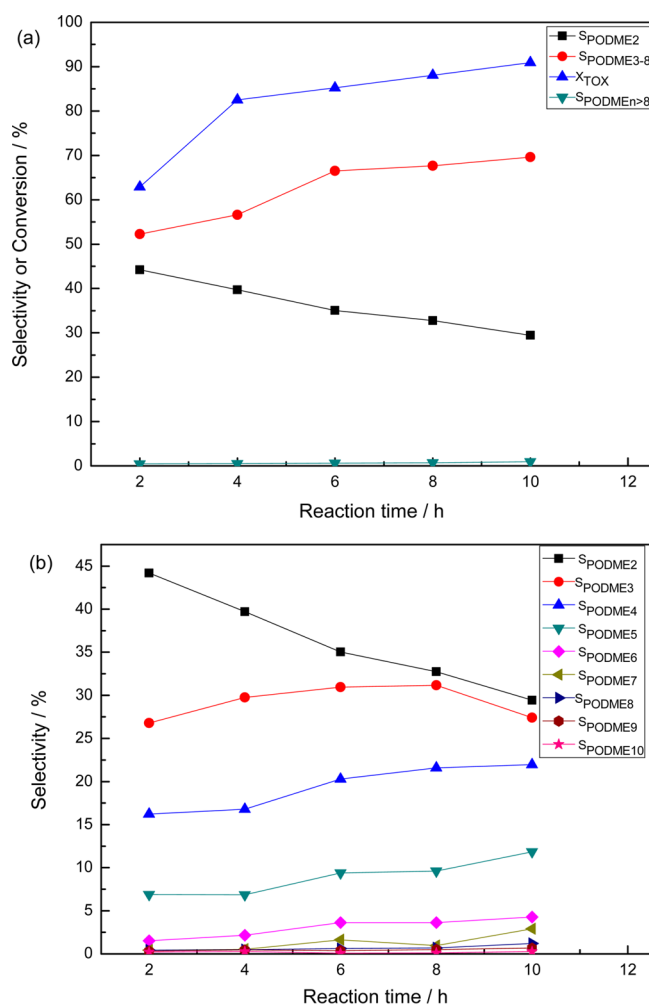 (a)
S_PODME2
S_PODME3-8
X_TOX
S_PODMEn>8
100
90
80
70
60
50
40
30
20
10
0
Selectivity or Conversion / %
2 4 6 8 10 12
Reaction time / h
(b)
S_PODME2
S_PODME3
S_PODME4
S_PODME5
S_PODME6
S_PODME7
S_PODME8
S_PODME9
S_PODME10
45
40
35
30
25
20
15
10
5
0
Selectivity / %
2 4 6 8 10 12
Reaction time / h